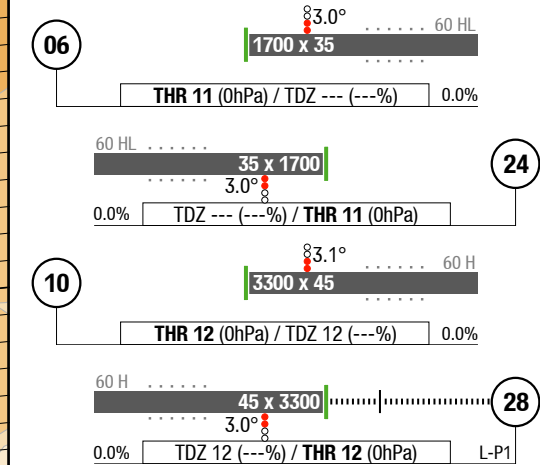 3.0°
60 HL
06
1700 x 35
THR 11 (0hPa) / TDZ --- (---%)
0.0%
60 HL
35 x 1700
24
3.0°
0.0%
TDZ --- (---%) / THR 11 (0hPa)
3.1°
60 H
10
3300 x 45
THR 12 (0hPa) / TDZ 12 (---%)
0.0%
60 H
45 x 3300
28
3.0°
0.0%
TDZ 12 (---%) / THR 12 (0hPa)
L-P1